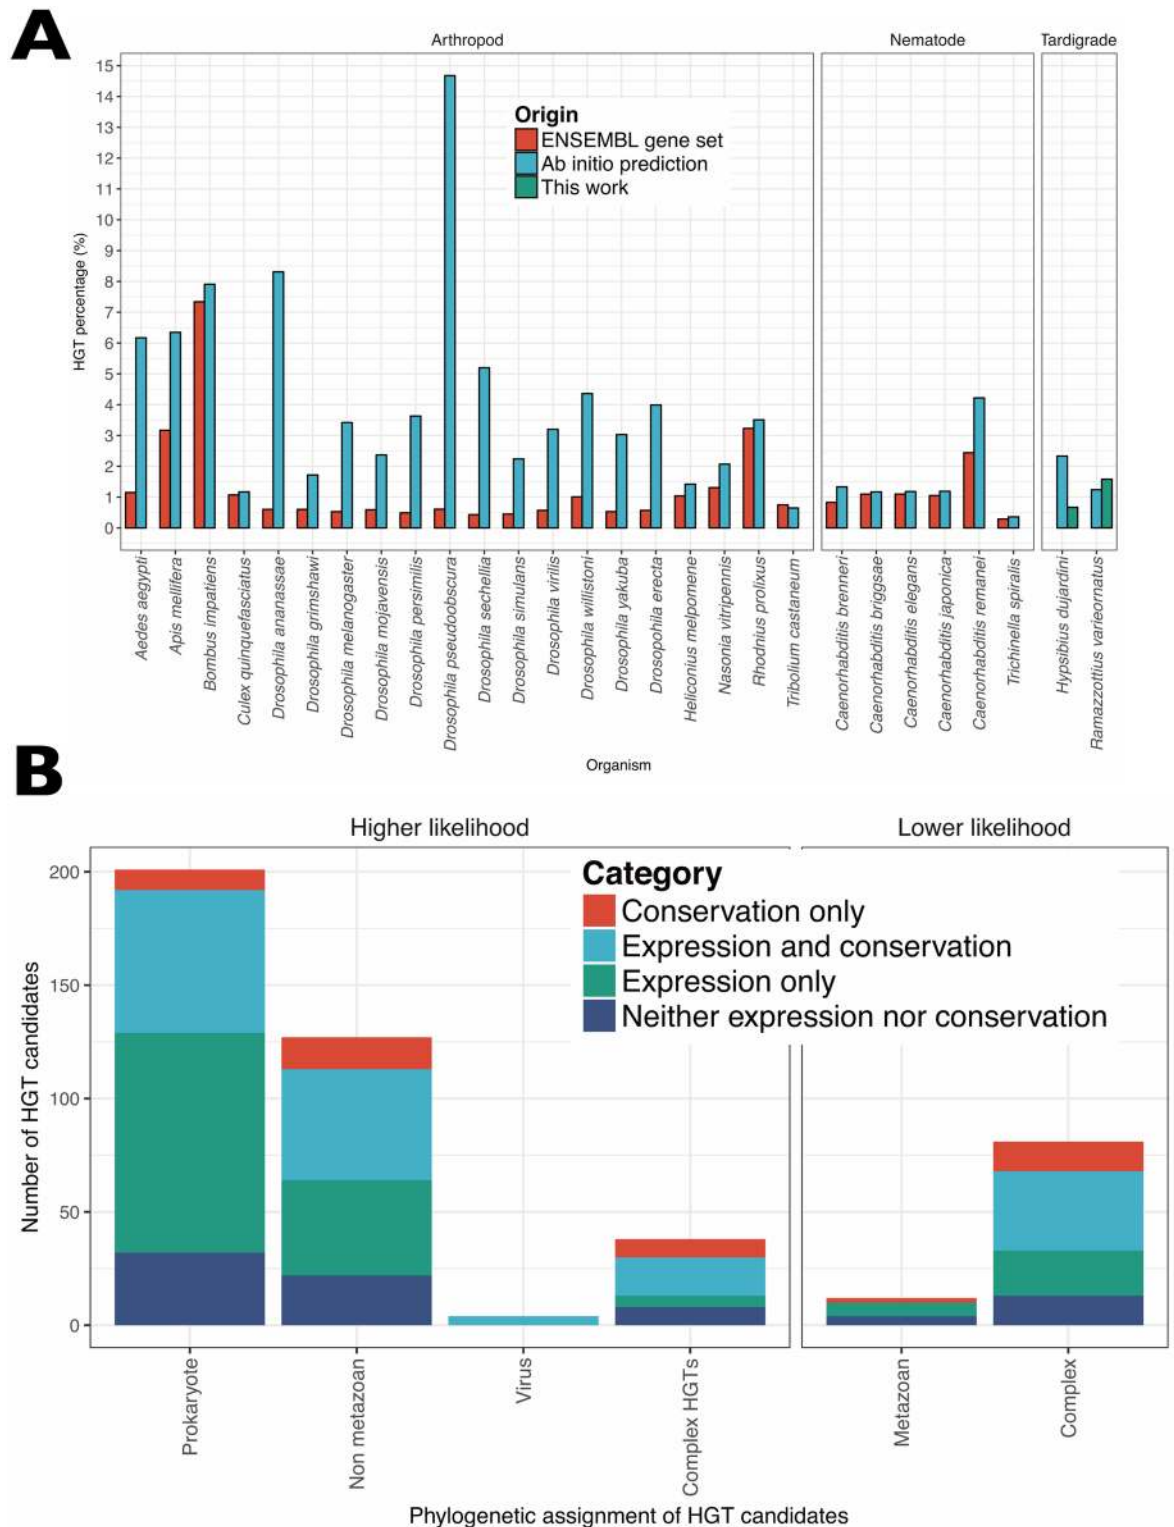 A
Arthropod
Nematode
Tardigrade
15
14
13
12
11
10
9
8
7
6
5
4
3
2
1
0
HGT percentage (%)
Origin
ENSEMBL gene set
Ab initio prediction
This work
Aedes aegypti
Apis mellifera
Bombus impatiens
Culex quinquefasciatus
Drosophila ananassae
Drosophila grimshawi
Drosophila melanogaster
Drosophila mojavensis
Drosophila persimilis
Drosophila pseudoobscura
Drosophila sechellia
Drosophila simulans
Drosophila virilis
Drosophila willistoni
Drosophila yakuba
Drosopohila erecta
Heliconius melpomene
Nasonia vitripennis
Rhodnius prolixus
Tribolium castaneum
Caenorhabditis brenneri
Caenorhabditis briggsae
Caenorhabditis elegans
Caenorhabditis japonica
Caenorhabditis remanei
Trichinella spiralis
Hypsibius dujardini
Ramazzottius varieornatus
Organism
B
Higher likelihood
Lower likelihood
200
150
100
50
0
Number of HGT candidates
Category
Conservation only
Expression and conservation
Expression only
Neither expression nor conservation
Prokaryote
Non metazoan
Virus
Complex HGTs
Metazoan
Complex
Phylogenetic assignment of HGT candidates